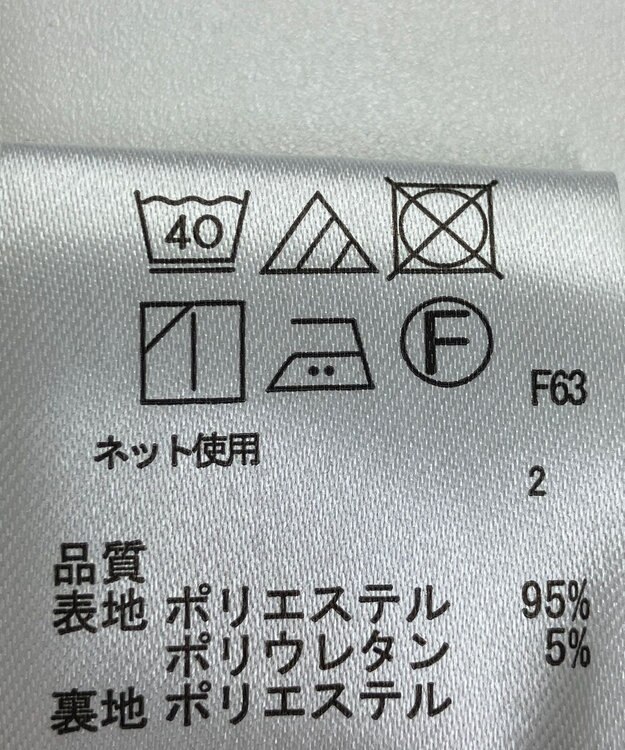 40
F
F63
ネット使用
2
品質
表地 ポリエステル 95%
ポリウレタン 5%
裏地 ポリエステル